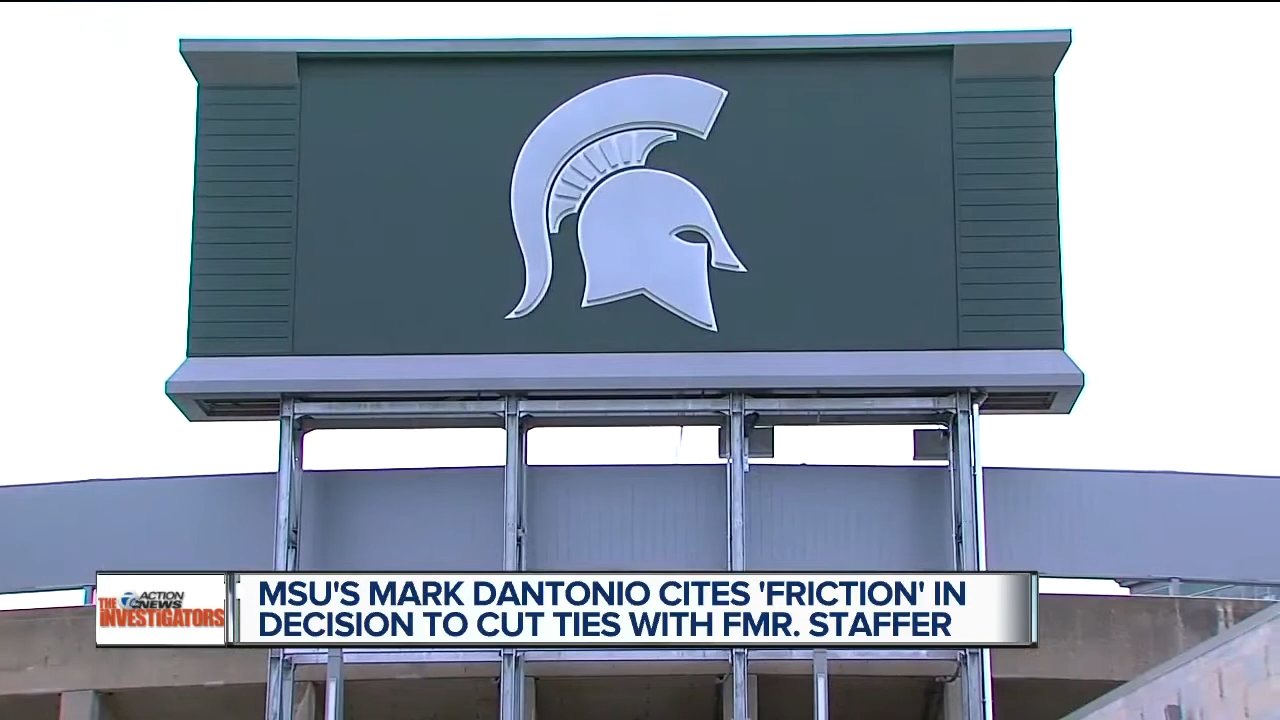 7 ACTION
NEWS
THE
INVESTIGATORS
MSU'S MARK DANTONIO CITES 'FRICTION' IN
DECISION TO CUT TIES WITH FMR. STAFFER